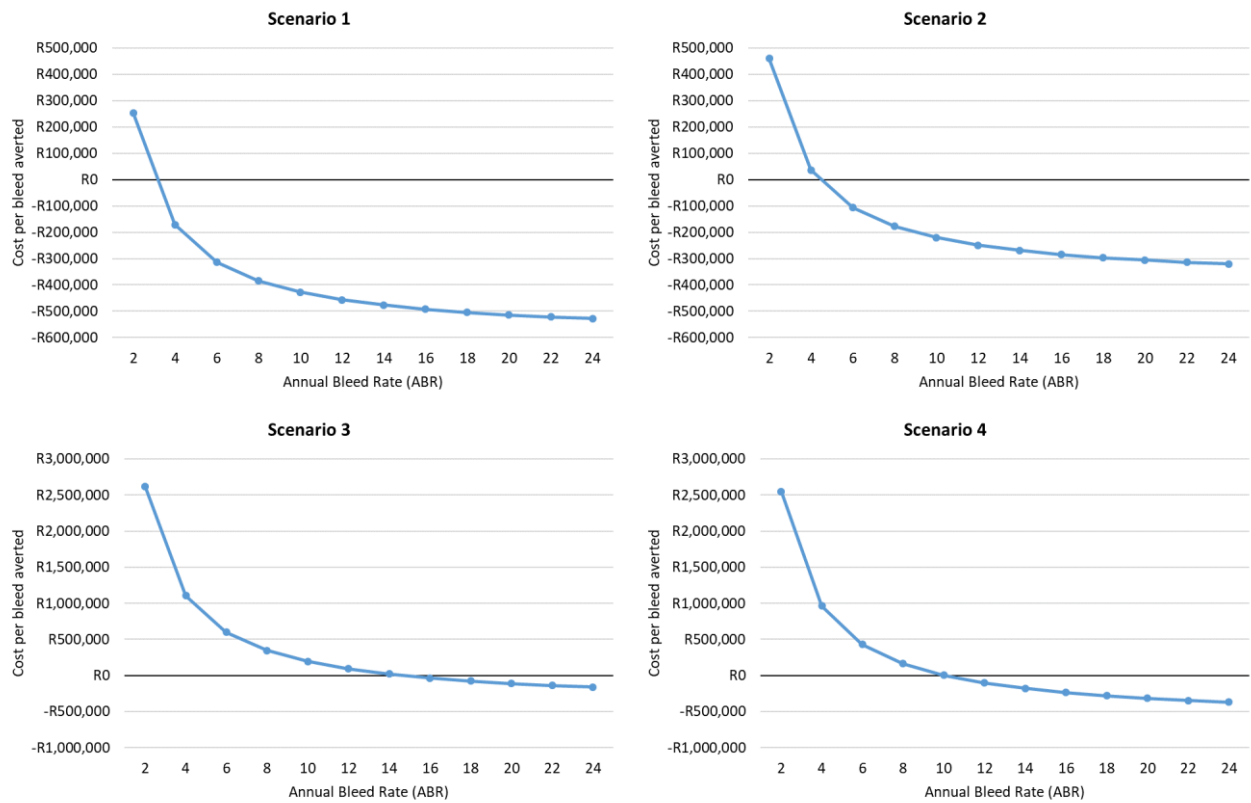 Scenario 1
R500,000
R400,000
R300,000
R200,000
R100,000
R0
-R100,000
-R200,000
-R300,000
-R400,000
-R500,000
-R600,000
Cost per bleed averted
2 4 6 8 10 12 14 16 18 20 22 24
Annual Bleed Rate (ABR)
Scenario 2
R500,000
R400,000
R300,000
R200,000
R100,000
R0
-R100,000
-R200,000
-R300,000
-R400,000
-R500,000
-R600,000
Cost per bleed averted
2 4 6 8 10 12 14 16 18 20 22 24
Annual Bleed Rate (ABR)
Scenario 3
R3,000,000
R2,500,000
R2,000,000
R1,500,000
R1,000,000
R500,000
R0
-R500,000
-R1,000,000
Cost per bleed averted
2 4 6 8 10 12 14 16 18 20 22 24
Annual Bleed Rate (ABR)
Scenario 4
R3,000,000
R2,500,000
R2,000,000
R1,500,000
R1,000,000
R500,000
R0
-R500,000
-R1,000,000
Cost per bleed averted
2 4 6 8 10 12 14 16 18 20 22 24
Annual Bleed Rate (ABR)